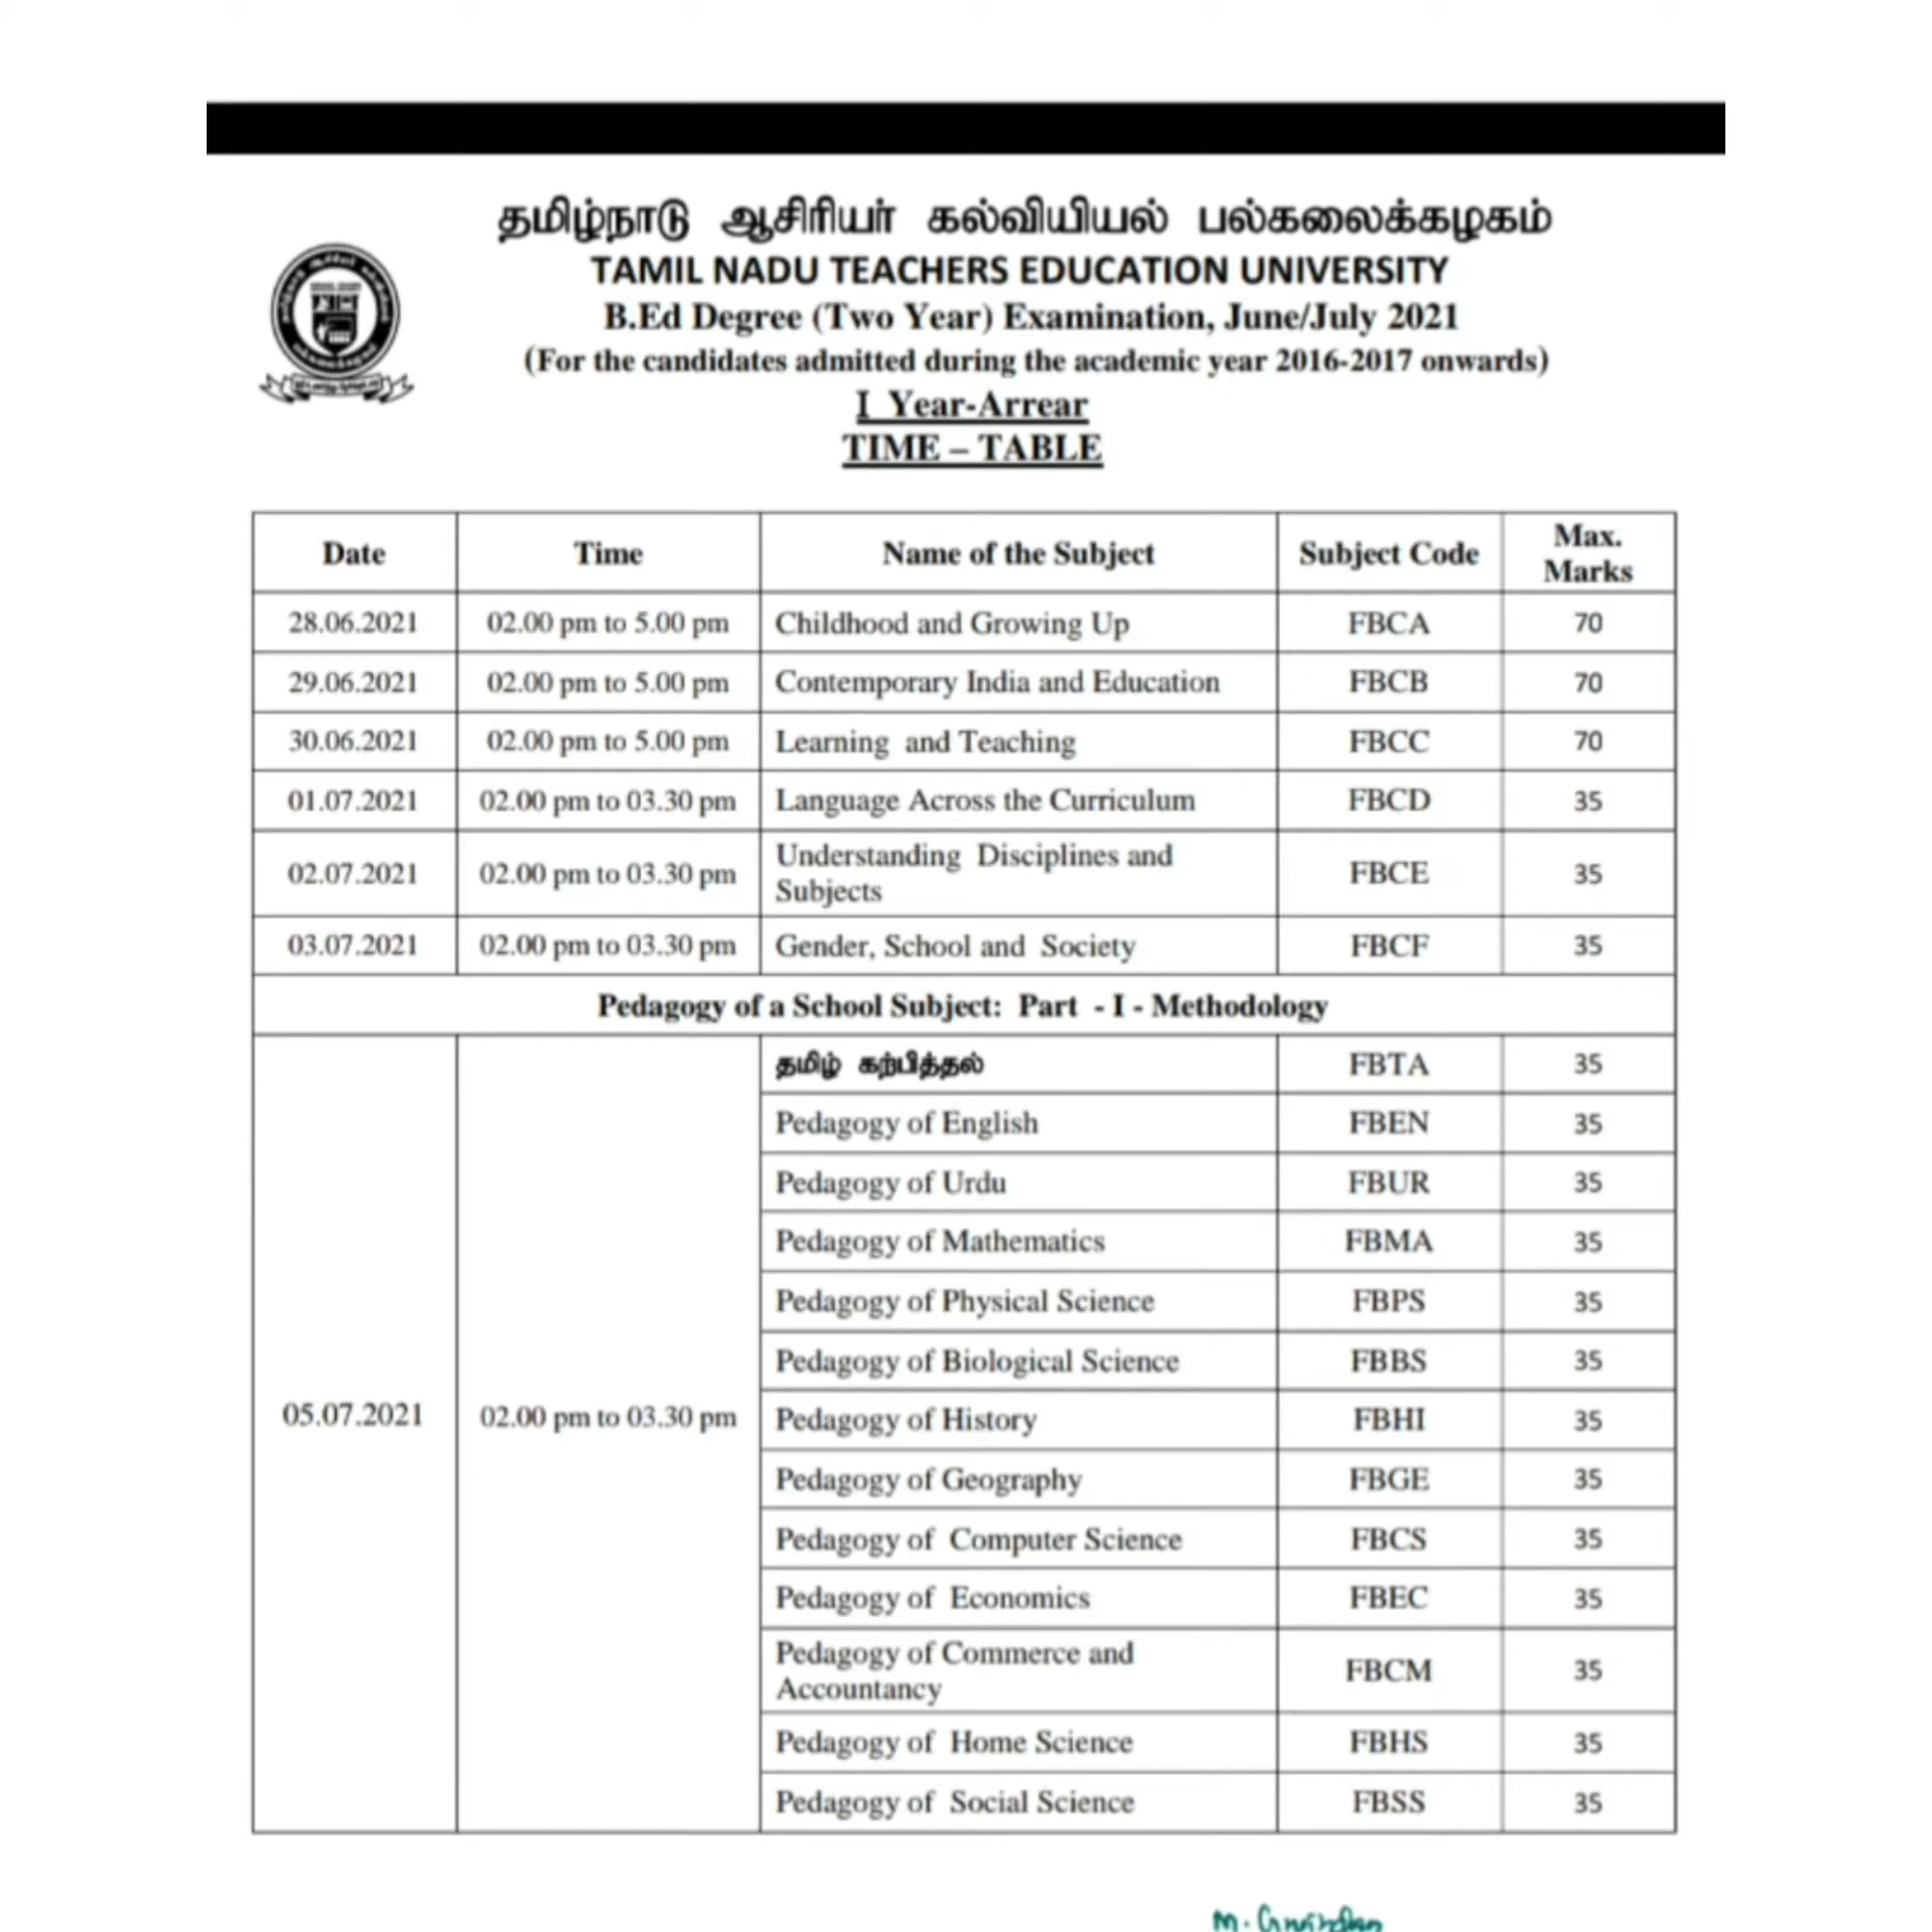 தமிழ்நாடு ஆசிரியர் கல்வியியல் பல்கலைக்கழகம்
TAMIL NADU TEACHERS EDUCATION UNIVERSITY
B.Ed Degree (Two Year) Examination, June/July 2021
(For the candidates admitted during the academic year 2016-2017 onwards)
I Year-Arrear
TIME – TABLE
Date Time Name of the Subject Subject Code Max. Marks
28.06.2021 02.00 pm to 5.00 pm Childhood and Growing Up FBCA 70
29.06.2021 02.00 pm to 5.00 pm Contemporary India and Education FBCB 70
30.06.2021 02.00 pm to 5.00 pm Learning and Teaching FBCC 70
01.07.2021 02.00 pm to 03.30 pm Language Across the Curriculum FBCD 35
02.07.2021 02.00 pm to 03.30 pm Understanding Disciplines and Subjects FBCE 35
03.07.2021 02.00 pm to 03.30 pm Gender, School and Society FBCF 35
Pedagogy of a School Subject: Part - I - Methodology
05.07.2021 02.00 pm to 03.30 pm
தமிழ் கற்பித்தல் FBTA 35
Pedagogy of English FBEN 35
Pedagogy of Urdu FBUR 35
Pedagogy of Mathematics FBMA 35
Pedagogy of Physical Science FBPS 35
Pedagogy of Biological Science FBBS 35
Pedagogy of History FBHI 35
Pedagogy of Geography FBGE 35
Pedagogy of Computer Science FBCS 35
Pedagogy of Economics FBEC 35
Pedagogy of Commerce and Accountancy FBCM 35
Pedagogy of Home Science FBHS 35
Pedagogy of Social Science FBSS 35